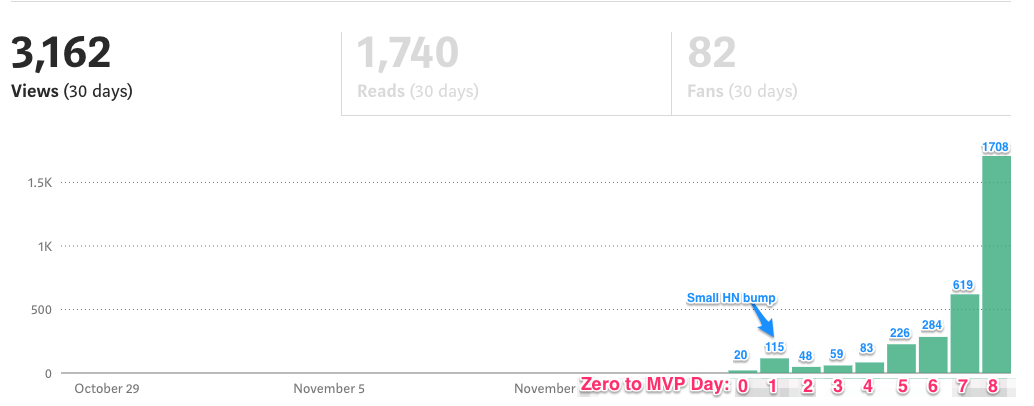 3,162
Views (30 days)
1,740
Reads (30 days)
82
Fans (30 days)
1708
1.5K
1K
619
Small HN bump
500
284
226
115
83
59
48
20
0
October 29
November 5
November
Zero to MVP Day: 0 1 2 3 4 5 6 7 8